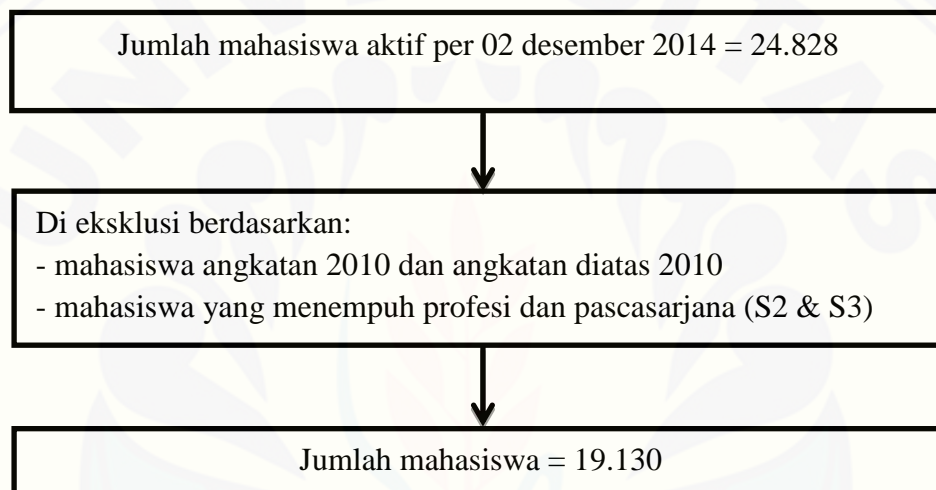 Jumlah mahasiswa aktif per 02 desember 2014 = 24.828
Di eksklusi berdasarkan:
- mahasiswa angkatan 2010 dan angkatan diatas 2010
- mahasiswa yang menempuh profesi dan pascasarjana (S2 & S3)
Jumlah mahasiswa = 19.130